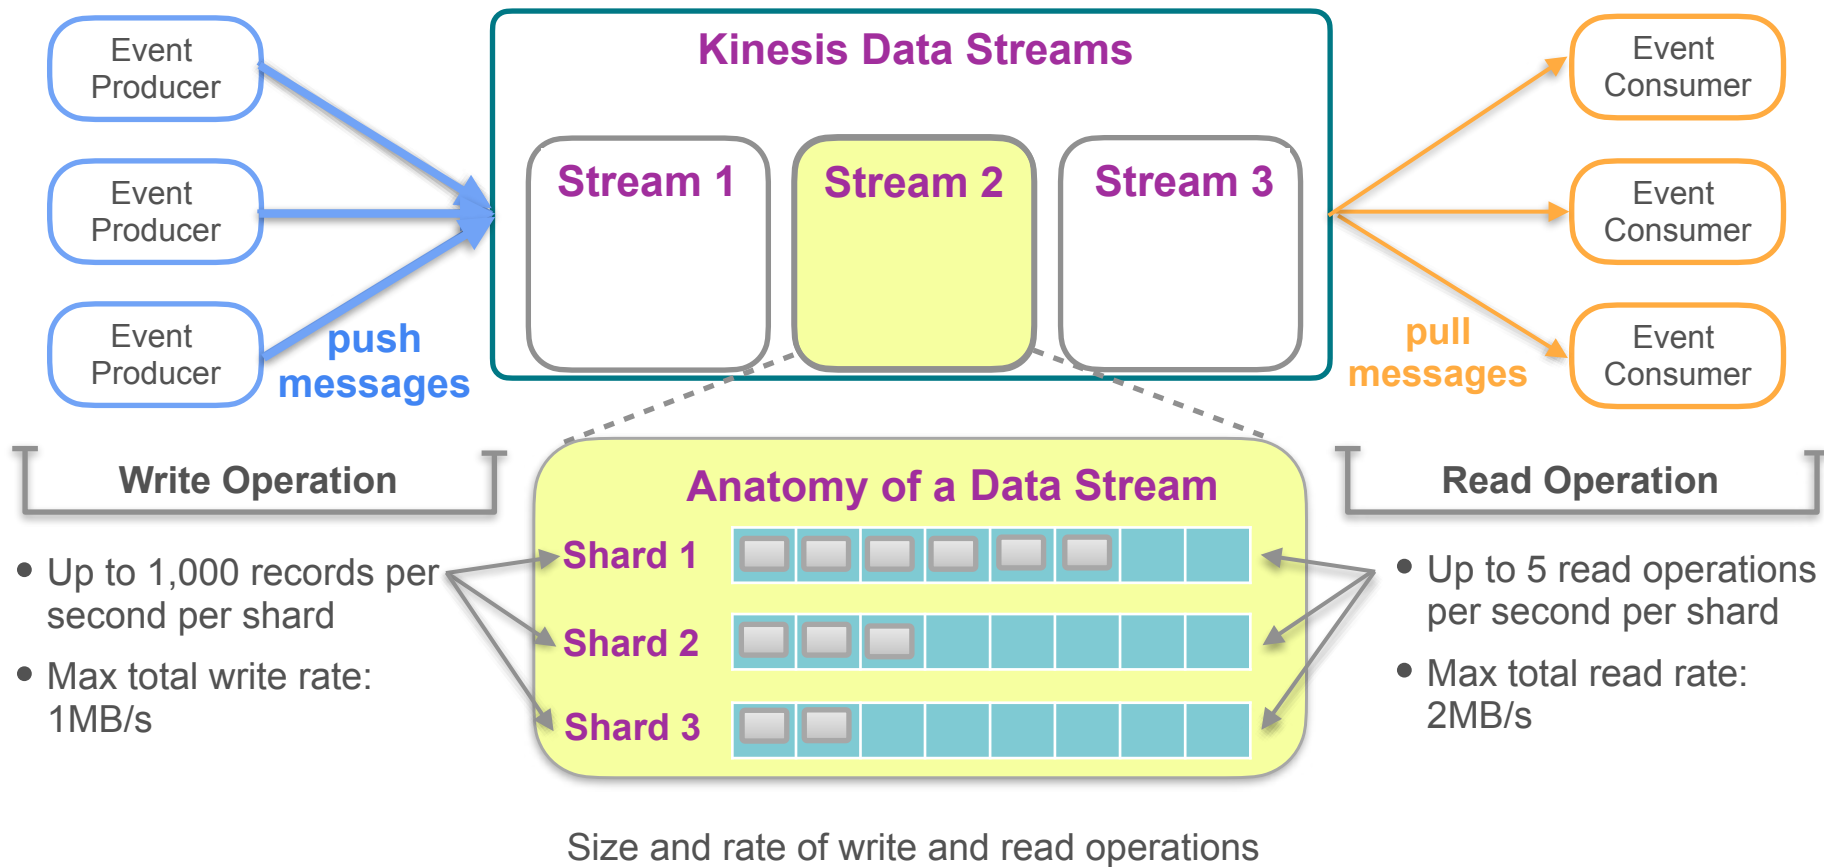 Event
Producer
Event
Producer
Event
Producer
push
messages
Kinesis Data Streams
Stream 1
Stream 2
Stream 3
Event
Consumer
Event
Consumer
Event
Consumer
pull
messages
Write Operation
• Up to 1,000 records per
second per shard
• Max total write rate:
1MB/s
Anatomy of a Data Stream
Shard 1
Shard 2
Shard 3
Read Operation
• Up to 5 read operations
per second per shard
• Max total read rate:
2MB/s
Size and rate of write and read operations